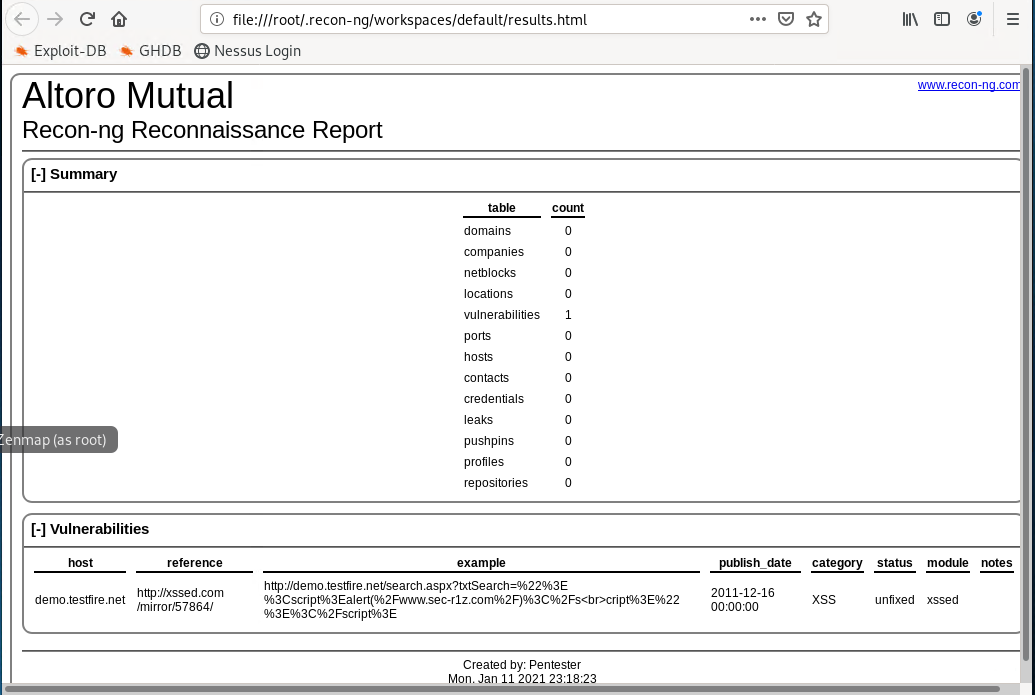 file:///root/.recon-ng/workspaces/default/results.html
Exploit-DB GHDB Nessus Login
Altoro Mutual
www.recon-ng.com
Recon-ng Reconnaissance Report
[-] Summary
table count
domains 0
companies 0
netblocks 0
locations 0
vulnerabilities 1
ports 0
hosts 0
contacts 0
credentials 0
leaks 0
Zenmap (as root)
pushpins 0
profiles 0
repositories 0
[-] Vulnerabilities
host reference example publish_date category status module notes
demo.testfire.net http://xssed.com/mirror/57864/ http://demo.testfire.net/search.aspx?txtSearch=%22%3E
%3Cscript%3Ealert(%2Fwww.sec-r1z.com%2F)%3C%2Fs<br>cript%3E%22
%3E%3C%2Fscript%3E 2011-12-16 00:00:00 XSS unfixed xssed
Created by: Pentester
Mon, Jan 11 2021 23:18:23